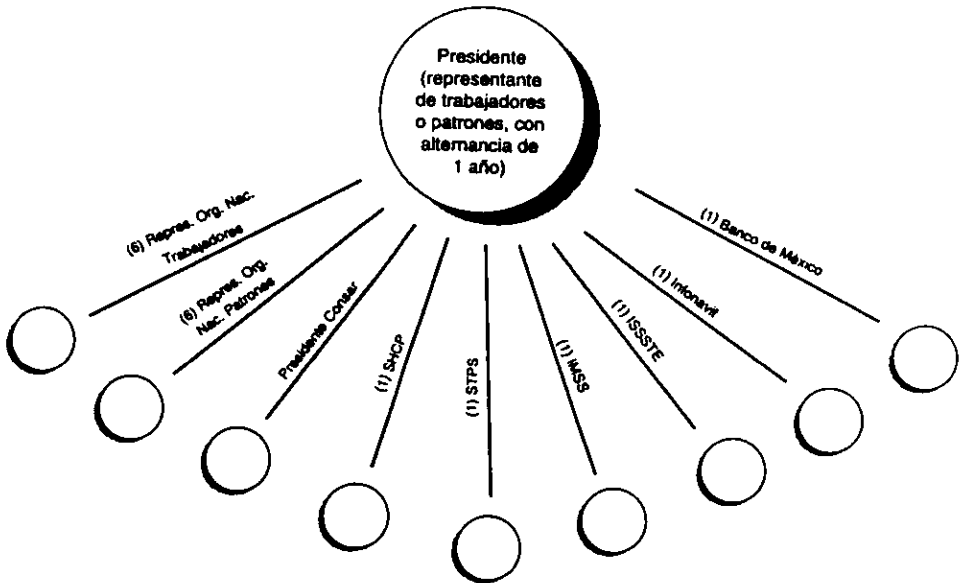 Presidente
(representante
de trabajadores
o patrones, con
alternancia de
1 año)
(6) Repres. Org. Nac.
Trabajadores
(6) Repres. Org.
Nac. Patrones
Presidente Consar
(1) SHCP
(1) STPS
(1) IMSS
(1) ISSSTE
(1) Infonavit
(1) Banco de México